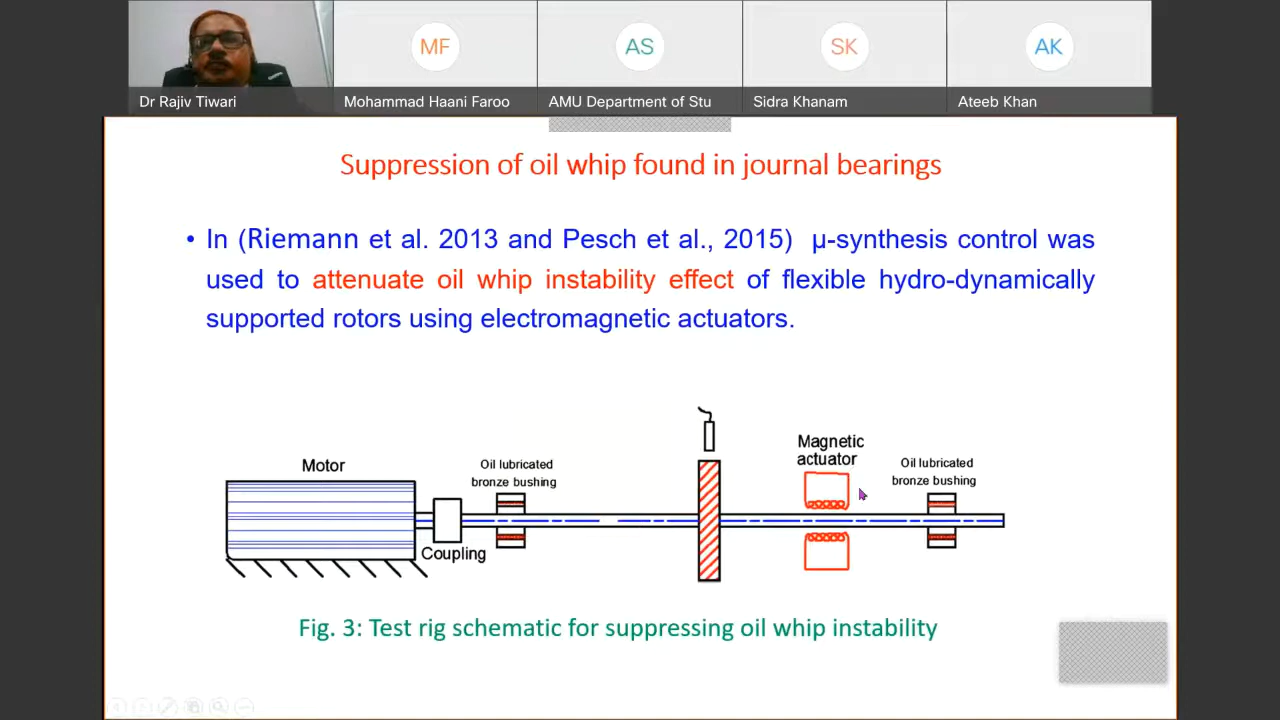 MF
AS
SK
AK
Dr Rajiv Tiwari
Mohammad Haani Faroo
AMU Department of Stu
Sidra Khanam
Ateeb Khan
Suppression of oil whip found in journal bearings
• In (Riemann et al. 2013 and Pesch et al., 2015) µ-synthesis control was
used to attenuate oil whip instability effect of flexible hydro-dynamically
supported rotors using electromagnetic actuators.
Motor
Oil lubricated
bronze bushing
Magnetic
actuator
Oil lubricated
bronze bushing
Coupling
Fig. 3: Test rig schematic for suppressing oil whip instability